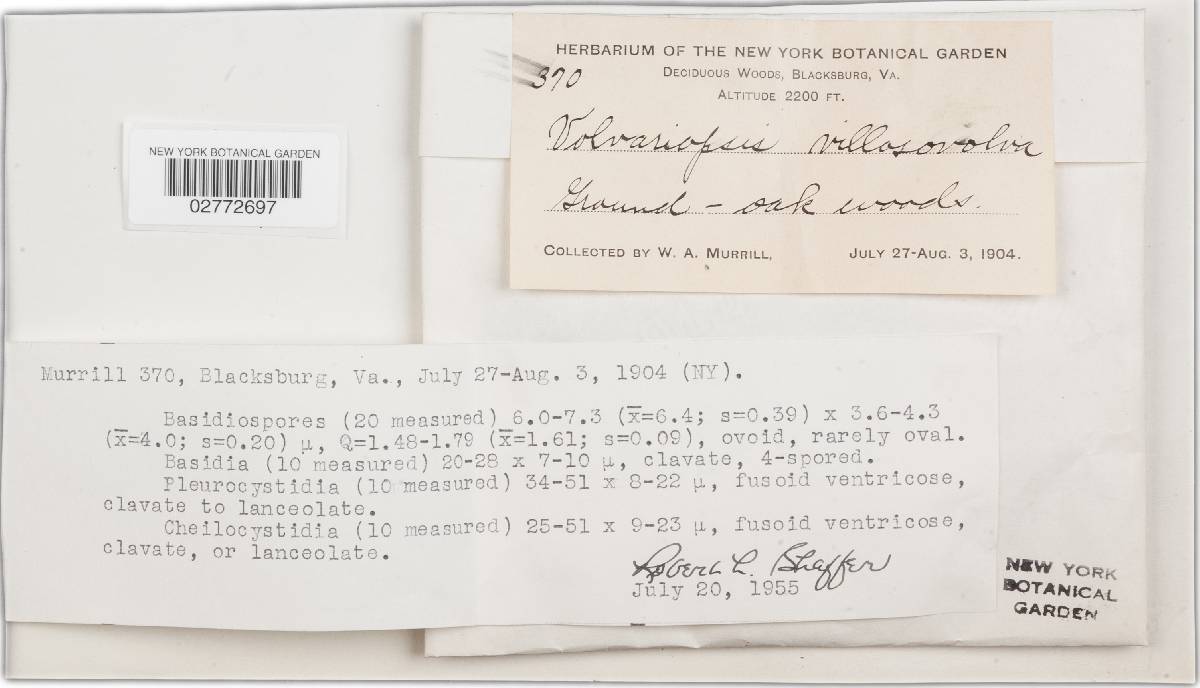 HERBARIUM OF THE NEW YORK BOTANICAL GARDEN
370
DECIDUOUS WOODS, BLACKSBURG, VA.
ALTITUDE 2200 FT.
Volvariopsis villosovolva
Ground - oak woods.
COLLECTED BY W. A. MURRILL, JULY 27-AUG. 3, 1904.
NEW YORK BOTANICAL GARDEN
02772697
Murrill 370, Blacksburg, Va., July 27-Aug. 3, 1904 (NY).
Basidiospores (20 measured) 6.0-7.3 (x̅=6.4; s=0.39) x 3.6-4.3
(x̅=4.0; s=0.20) µ, Q=1.48-1.79 (x̅=1.61; s=0.09), ovoid, rarely oval.
Basidia (10 measured) 20-28 x 7-10 µ, clavate, 4-spored.
Pleurocystidia (10 measured) 34-51 x 8-22 µ, fusoid ventricose,
clavate to lanceolate.
Cheilocystidia (10 measured) 25-51 x 9-23 µ, fusoid ventricose,
clavate, or lanceolate.
Robert L. Shaffer
July 20, 1955
NEW YORK
BOTANICAL
GARDEN